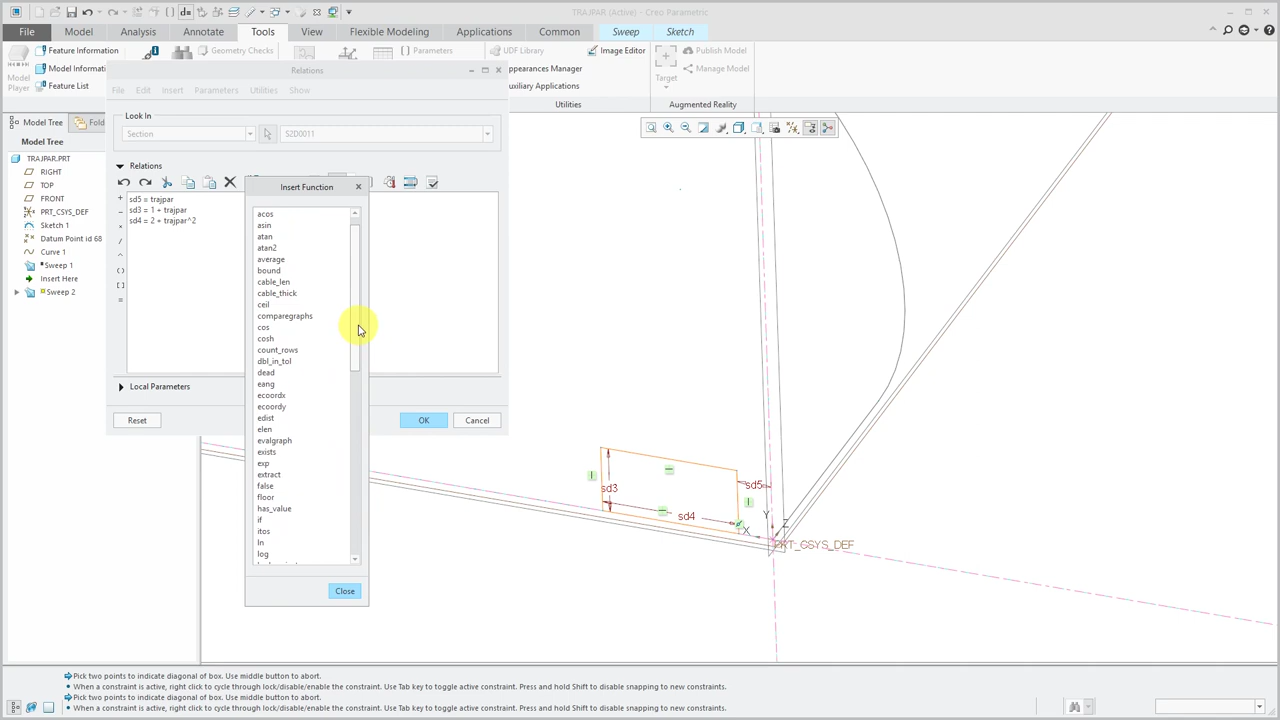 TRAJPAR (Active) - Creo Parametric
File Model Analysis Annotate Tools View Flexible Modeling Applications Common Sweep Sketch
Model Player
Feature Information
Model Informati
Feature List
Geometry Checks
Parameters
UDF Library
ppearances Manager
uxiliary Applications
Image Editor
Utilities
Target
Publish Model
Manage Model
Augmented Reality
Relations
File Edit Insert Parameters Utilities Show
Look In
Section
S2D0011
Relations
sd5 = trajpar
sd3 = 1 + trajpar
sd4 = 2 + trajpar^2
+
−
×
/
^
( )
[ ]
=
Local Parameters
Reset
OK
Cancel
Model Tree
Fold
Model Tree
TRAJPAR.PRT
RIGHT
TOP
FRONT
PRT_CSYS_DEF
Sketch 1
Datum Point id 68
Curve 1
Sweep 1
Insert Here
Sweep 2
Insert Function
acos
asin
atan
atan2
average
bound
cable_len
cable_thick
ceil
comparegraphs
cos
cosh
count_rows
dbl_in_tol
dead
eang
ecoordx
ecoordy
edist
elen
evalgraph
exists
exp
extract
false
floor
has_value
if
itos
ln
log
Close
sd3
sd4
sd5
X
Y
Z
PRT_CSYS_DEF
Pick two points to indicate diagonal of box. Use middle button to abort.
• When a constraint is active, right click to cycle through lock/disable/enable the constraint. Use Tab key to toggle active constraint. Press and hold Shift to disable snapping to new constraints.
Pick two points to indicate diagonal of box. Use middle button to abort.
• When a constraint is active, right click to cycle through lock/disable/enable the constraint. Use Tab key to toggle active constraint. Press and hold Shift to disable snapping to new constraints.